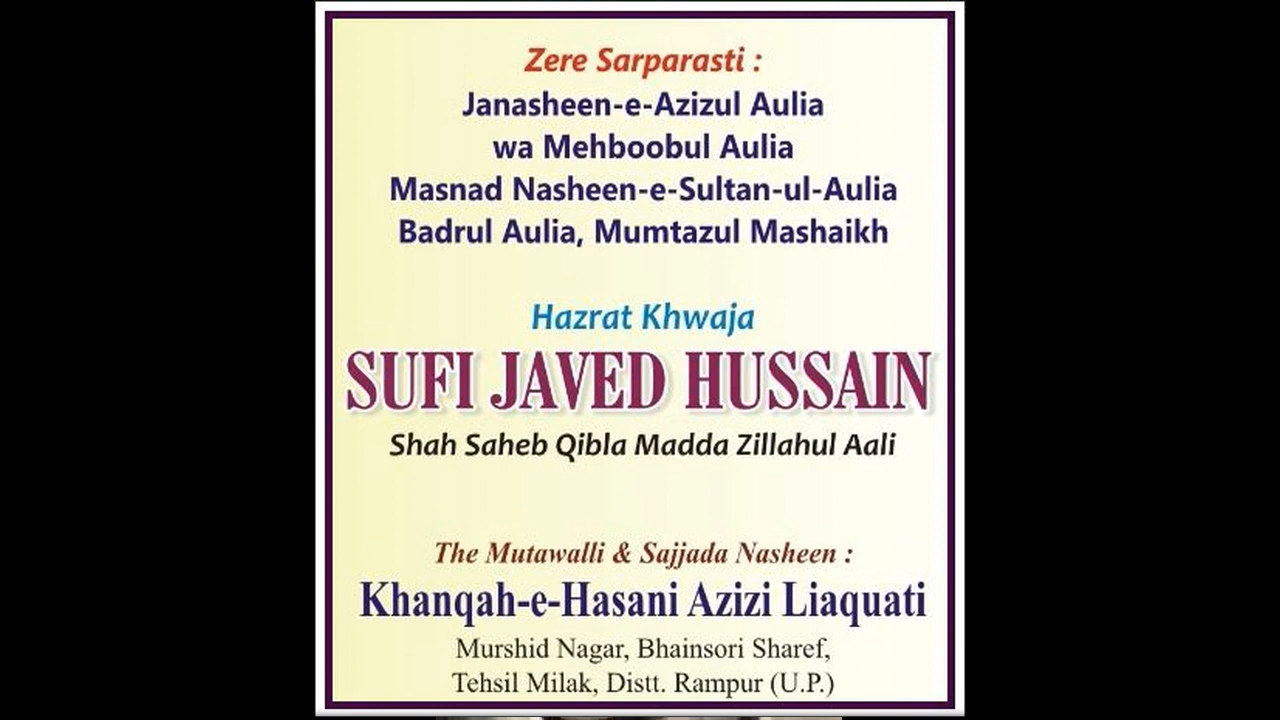 Zere Sarparasti :
Janasheen-e-Azizul Aulia
wa Mehboobul Aulia
Masnad Nasheen-e-Sultan-ul-Aulia
Badrul Aulia, Mumtazul Mashaikh
Hazrat Khwaja
SUFI JAVED HUSSAIN
Shah Saheb Qibla Madda Zillahul Aali
The Mutawalli & Sajjada Nasheen :
Khanqah-e-Hasani Azizi Liaquati
Murshid Nagar, Bhainsori Sharef,
Tehsil Milak, Distt. Rampur (U.P.)